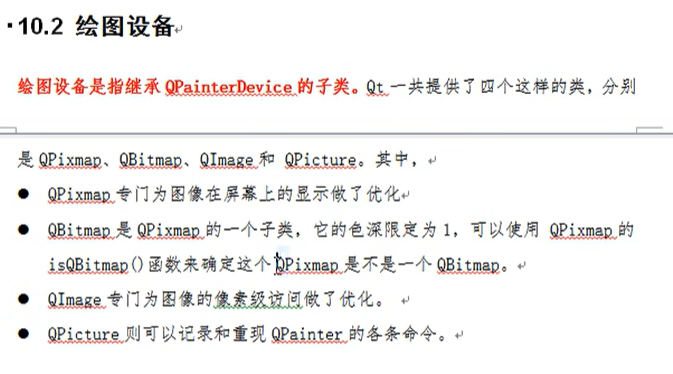 ▪10.2 绘图设备
绘图设备是指继承 QPainterDevice 的子类。Qt 一共提供了四个这样的类，分别
是 QPixmap、QBitmap、QImage 和 QPicture。其中，
● QPixmap 专门为图像在屏幕上的显示做了优化
● QBitmap 是 QPixmap 的一个子类，它的色深限定为 1，可以使用 QPixmap 的
isQBitmap()函数来确定这个 QPixmap 是不是一个 QBitmap。
● QImage 专门为图像的像素级访问做了优化。
● QPicture 则可以记录和重现 QPainter 的各条命令。